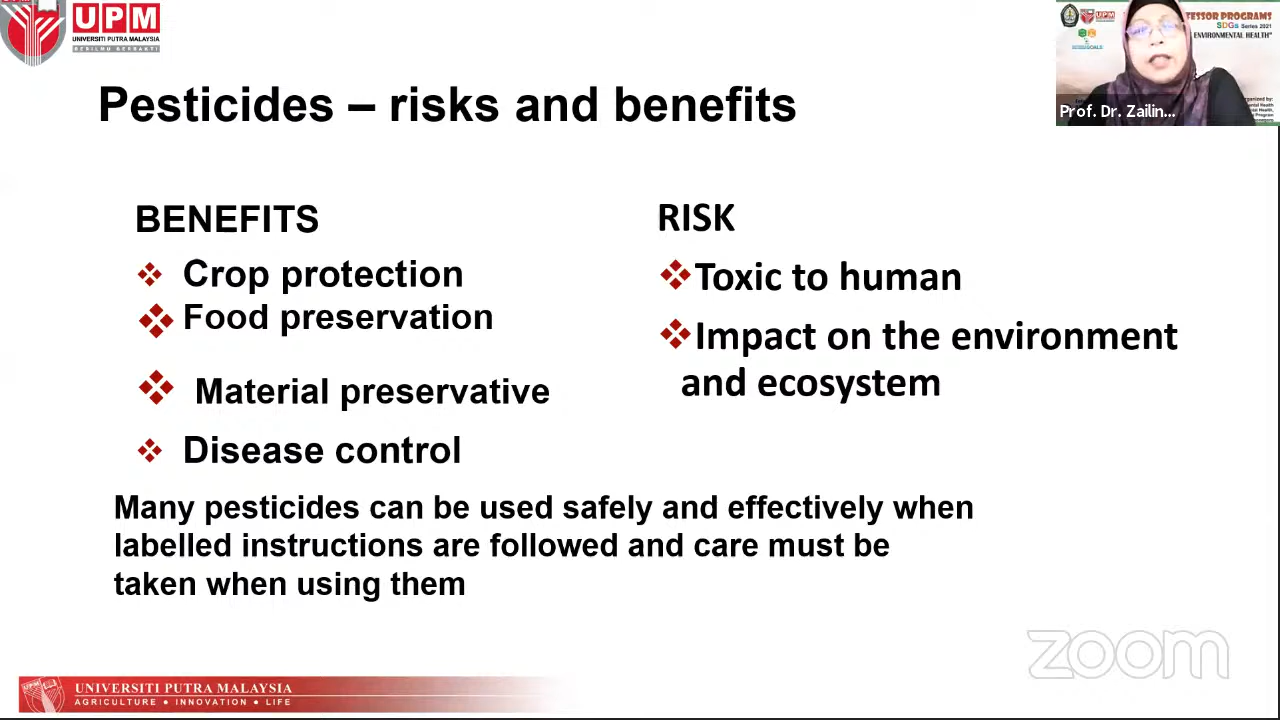 UPM
UNIVERSITI PUTRA MALAYSIA
BERILMU BERBAKTI
Pesticides – risks and benefits
BENEFITS
Crop protection
Food preservation
Material preservative
Disease control
RISK
Toxic to human
Impact on the environment
and ecosystem
Many pesticides can be used safely and effectively when
labelled instructions are followed and care must be
taken when using them
TESSOR PROGRAMS
SDGs Series 2021
ENVIRONMENTAL HEALTH"
Prof. Dr. Zailin...
zoom
UNIVERSITI PUTRA MALAYSIA
AGRICULTURE • INNOVATION • LIFE